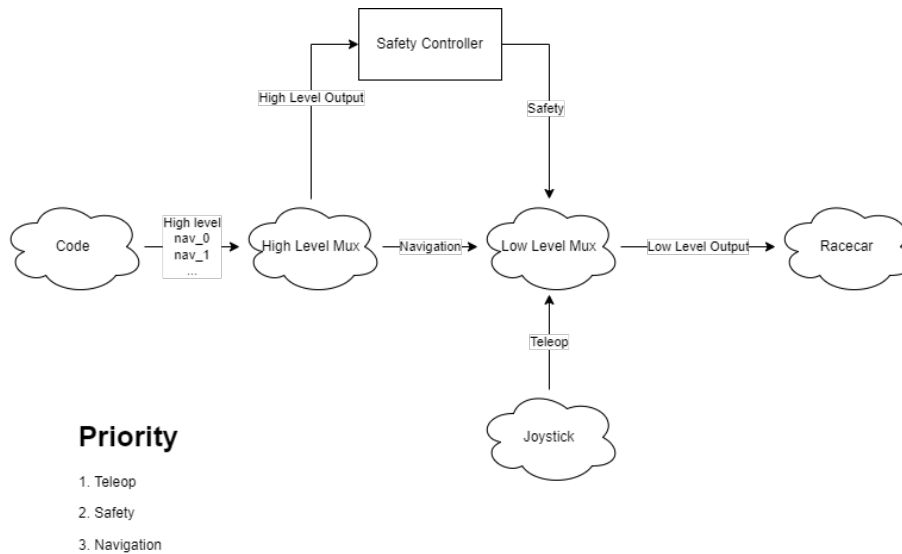 Safety Controller
High Level Output
Safety
Code
High level
nav_0
nav_1
...
High Level Mux
Navigation
Low Level Mux
Low Level Output
Racecar
Teleop
Joystick
Priority
1. Teleop
2. Safety
3. Navigation